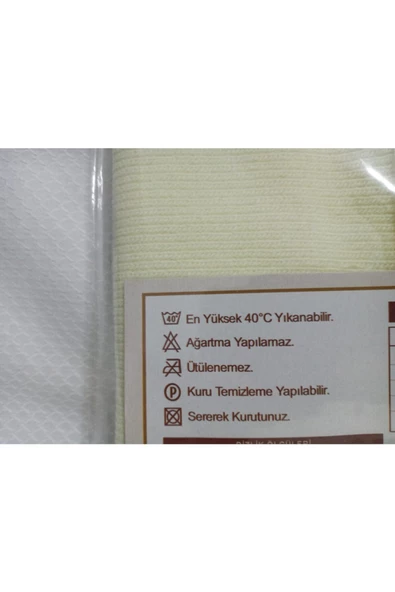 40°
En Yüksek 40°C Yıkanabilir.
Ağartma Yapılamaz.
Ütülenemez.
P
Kuru Temizleme Yapılabilir.
Sererek Kurutunuz.